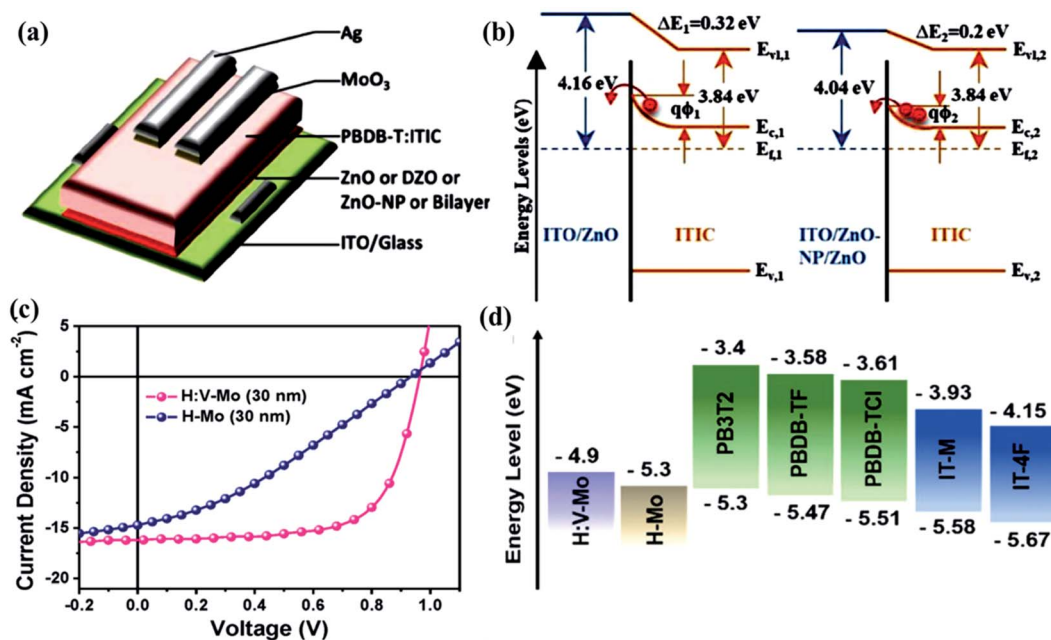 (a)
Ag
MoO₃
PBDB-T:ITIC
ZnO or DZO or
ZnO-NP or Bilayer
ITO/Glass
(b)
Energy Levels (eV)
ΔE₁=0.32 eV
Evl,1
4.16 eV
3.84 eV
qϕ₁
Ec,1
Ef,1
ITO/ZnO
ITIC
Ev,1
ΔE₂=0.2 eV
Evl,2
4.04 eV
3.84 eV
qϕ₂
Ec,2
Ef,2
ITO/ZnO-
NP/ZnO
ITIC
Ev,2
(c)
Current Density (mA cm⁻²)
5
0
-5
-10
-15
-20
H:V-Mo (30 nm)
H-Mo (30 nm)
-0.2
0.0
0.2
0.4
0.6
0.8
1.0
Voltage (V)
(d)
Energy Level (eV)
- 4.9
H:V-Mo
- 5.3
H-Mo
- 3.4
PB3T2
- 5.3
- 3.58
PBDB-TF
- 5.47
- 3.61
PBDB-TCl
- 5.51
- 3.93
IT-M
- 5.58
- 4.15
IT-4F
- 5.67